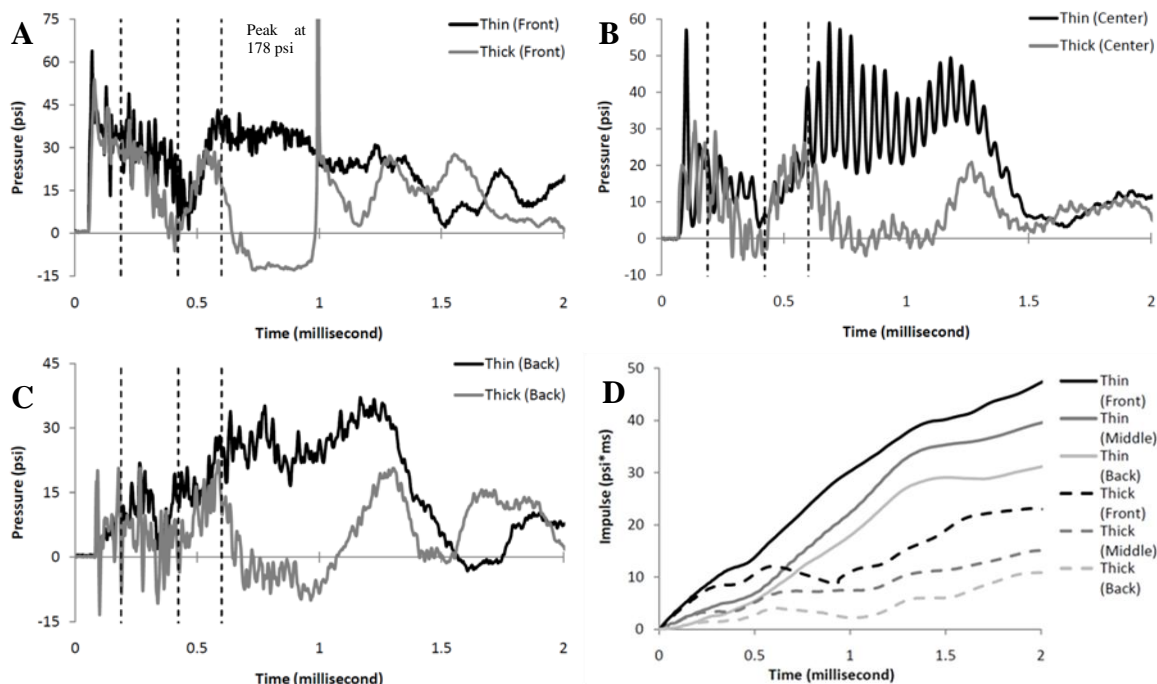 A
75
60
45
30
15
0
-15
Pressure (psi)
Peak at
178 psi
Thin (Front)
Thick (Front)
0
0.5
1
1.5
2
Time (millisecond)
B
60
50
40
30
20
10
0
-10
Pressure (psi)
Thin (Center)
Thick (Center)
0
0.5
1
1.5
2
Time (millisecond)
C
45
30
15
0
-15
Pressure (psi)
Thin (Back)
Thick (Back)
0
0.5
1
1.5
2
Time (millisecond)
D
50
40
30
20
10
0
Impulse (psi*ms)
Thin
(Front)
Thin
(Middle)
Thin
(Back)
Thick
(Front)
Thick
(Middle)
Thick
(Back)
0
0.5
1
1.5
2
Time (millisecond)